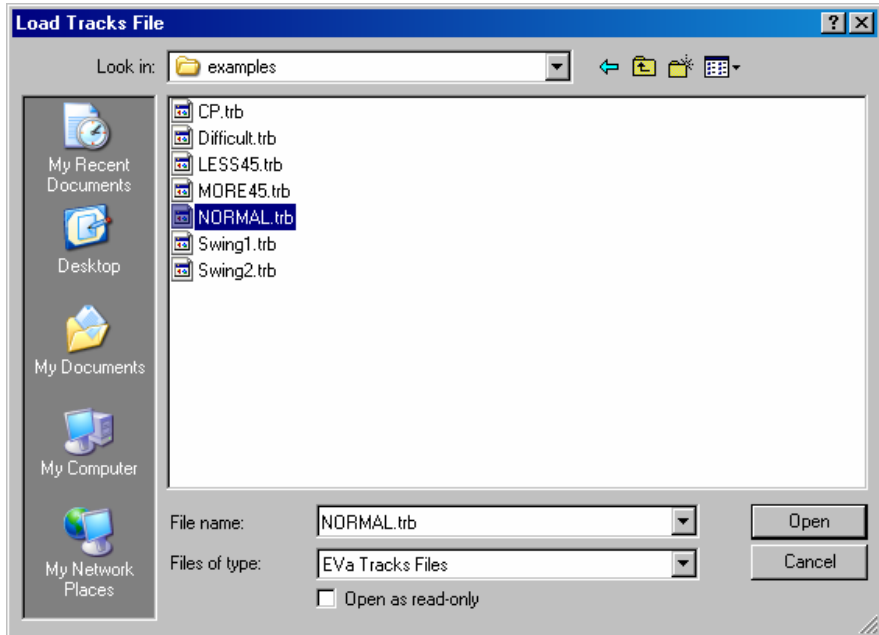 Load Tracks File
Look in: examples
My Recent
Documents
Desktop
My Documents
My Computer
My Network
Places
CP.trb
Difficult.trb
LESS45.trb
MORE45.trb
NORMAL.trb
Swing1.trb
Swing2.trb
File name: NORMAL.trb Open
Files of type: EVa Tracks Files Cancel
Open as read-only